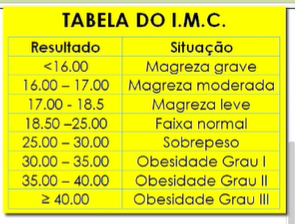 TABELA DO I.M.C.
Resultado Situação
<16.00 Magreza grave
16.00 – 17.00 Magreza moderada
17.00 - 18.5 Magreza leve
18.50 –25.00 Faixa normal
25.00 – 30.00 Sobrepeso
30.00 – 35.00 Obesidade Grau I
35.00 – 40.00 Obesidade Grau II
≥ 40.00 Obesidade Grau III